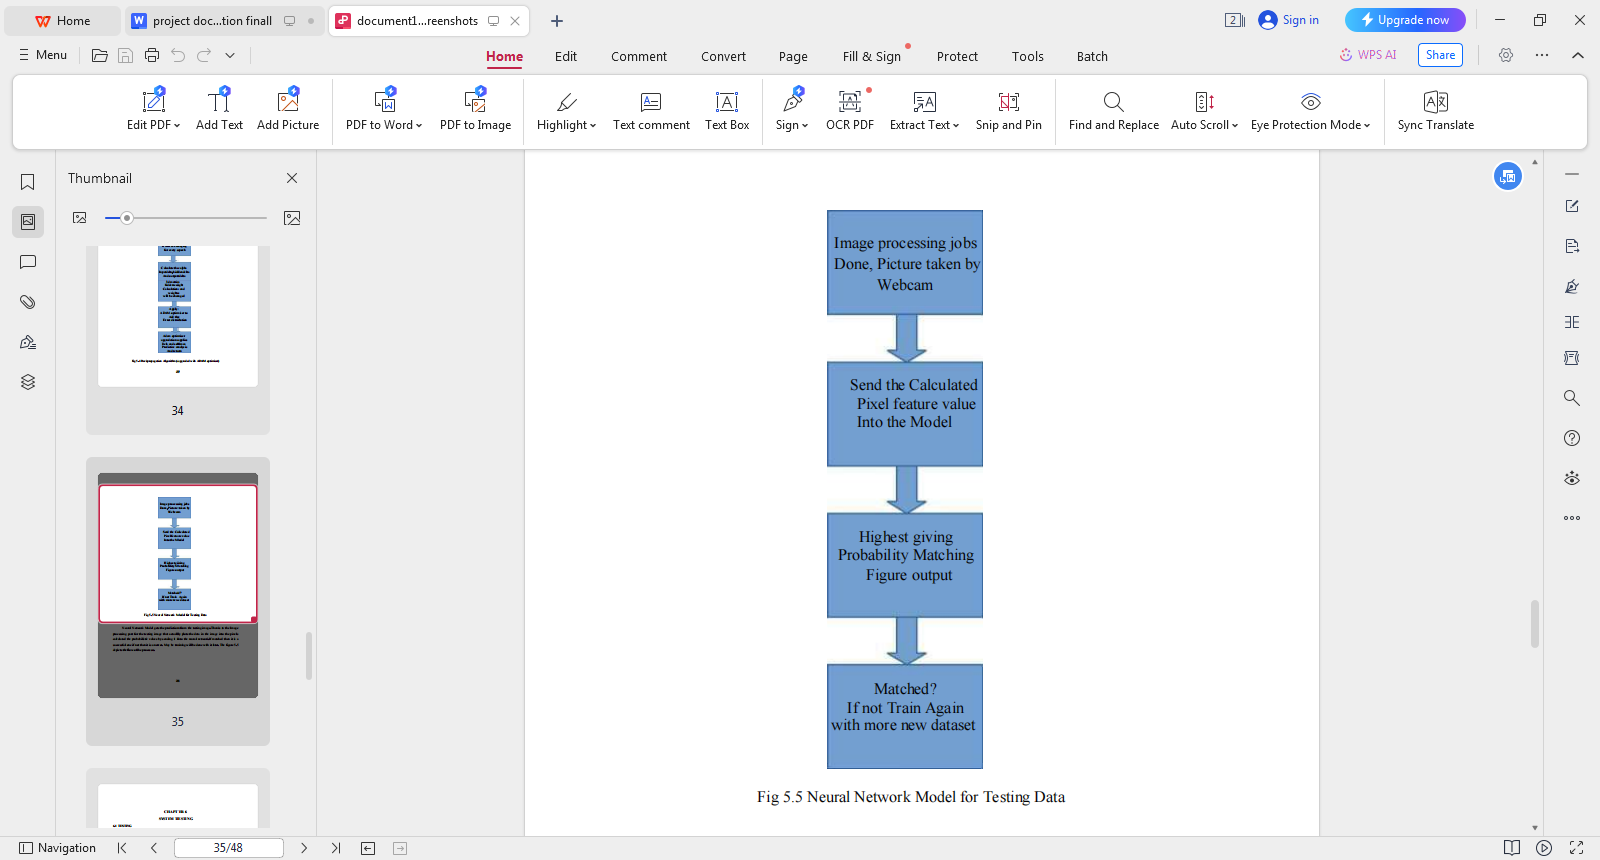 Home
project doc...tion finall
document1...reenshots
Sign in
Upgrade now
Menu
Home
Edit
Comment
Convert
Page
Fill & Sign
Protect
Tools
Batch
WPS AI
Share
Edit PDF
Add Text
Add Picture
PDF to Word
PDF to Image
Highlight
Text comment
Text Box
Sign
OCR PDF
Extract Text
Snip and Pin
Find and Replace
Auto Scroll
Eye Protection Mode
Sync Translate
Thumbnail
34
35
CHAPTER 6
SYSTEM TESTING
Image processing jobs
Done, Picture taken by
Webcam
Send the Calculated
Pixel feature value
Into the Model
Highest giving
Probability Matching
Figure output
Matched?
If not Train Again
with more new dataset
Fig 5.5 Neural Network Model for Testing Data
Navigation
35/48